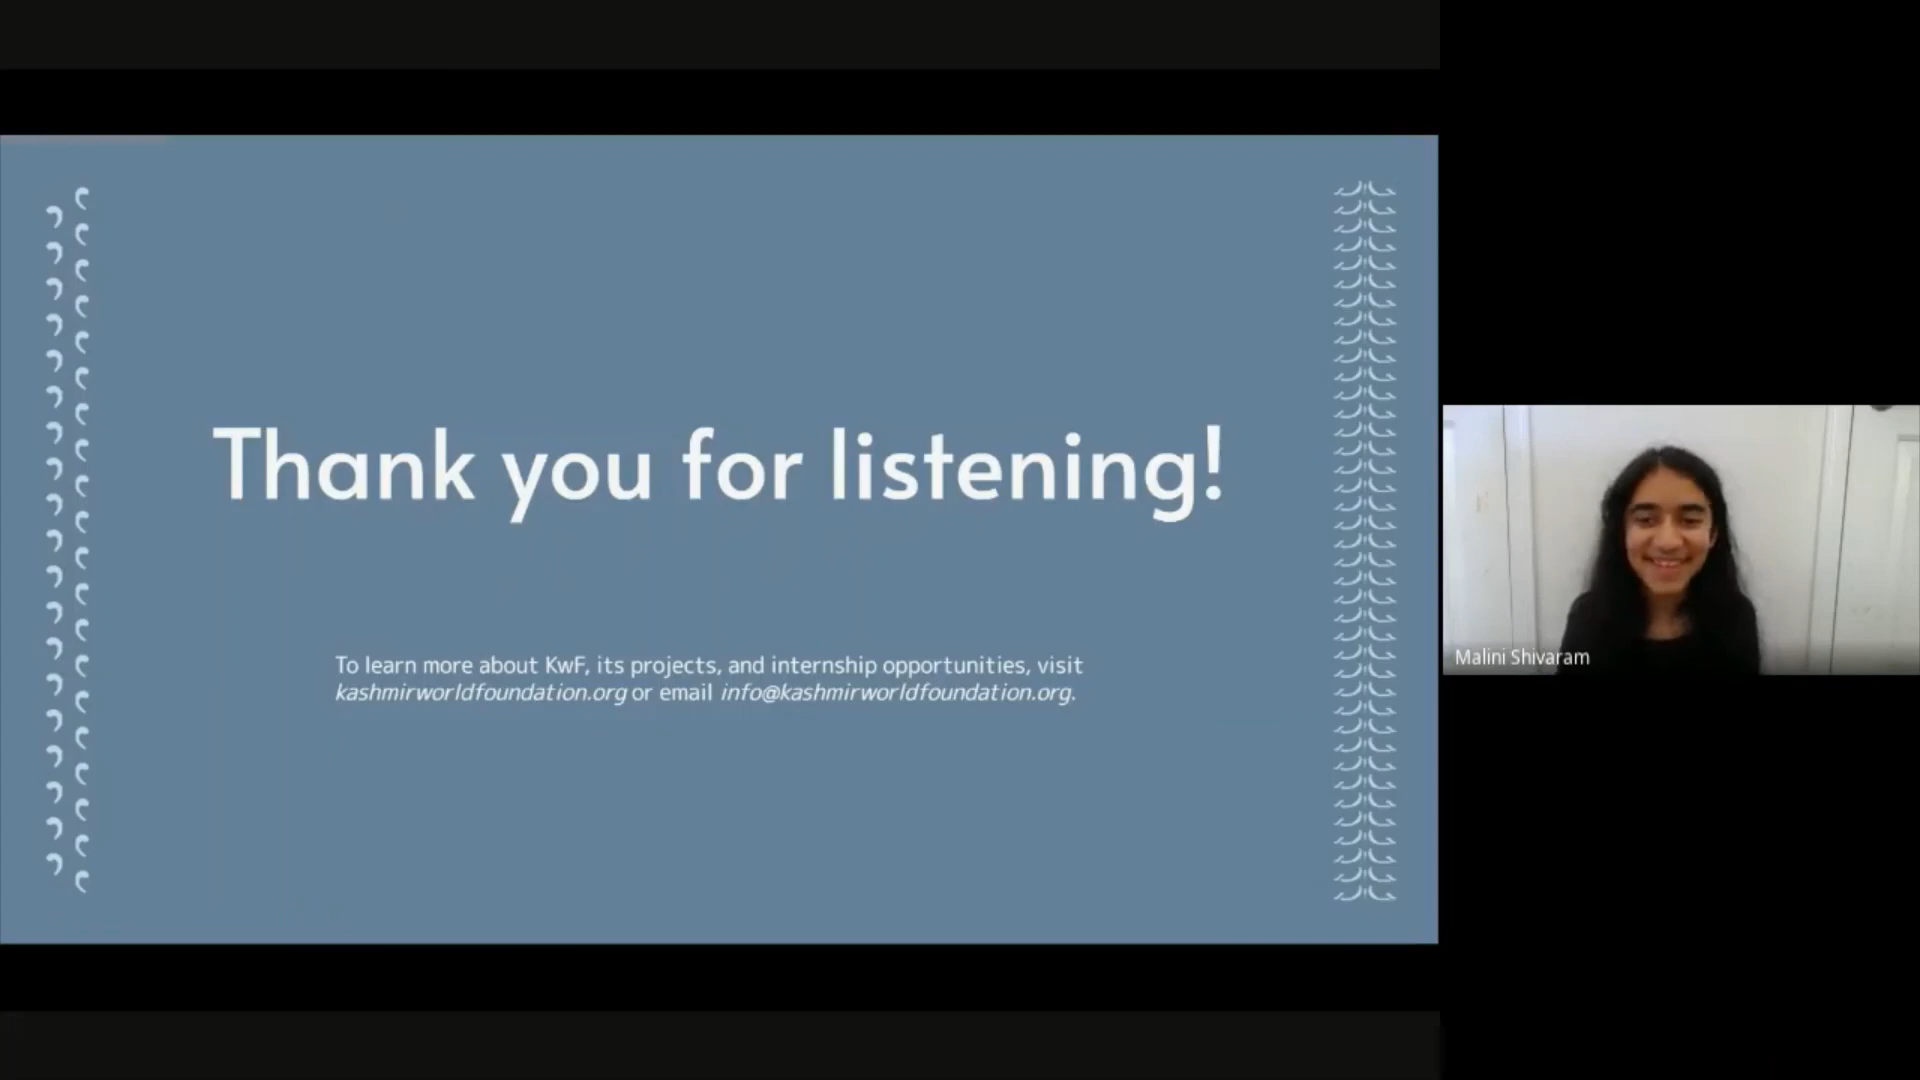 Thank you for listening!
To learn more about KwF, its projects, and internship opportunities, visit
kashmirworldfoundation.org or email info@kashmirworldfoundation.org.
Malini Shivaram